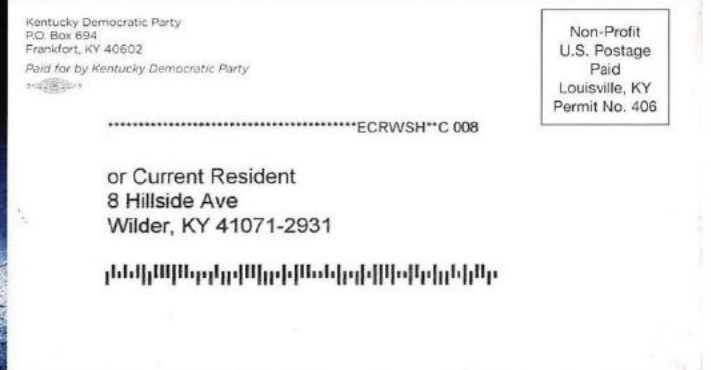 Kentucky Democratic Party
P.O. Box 694
Frankfort, KY 40602
Paid for by Kentucky Democratic Party
Non-Profit
U.S. Postage
Paid
Louisville, KY
Permit No. 406
******************************************ECRWSH**C 008
or Current Resident
8 Hillside Ave
Wilder, KY 41071-2931